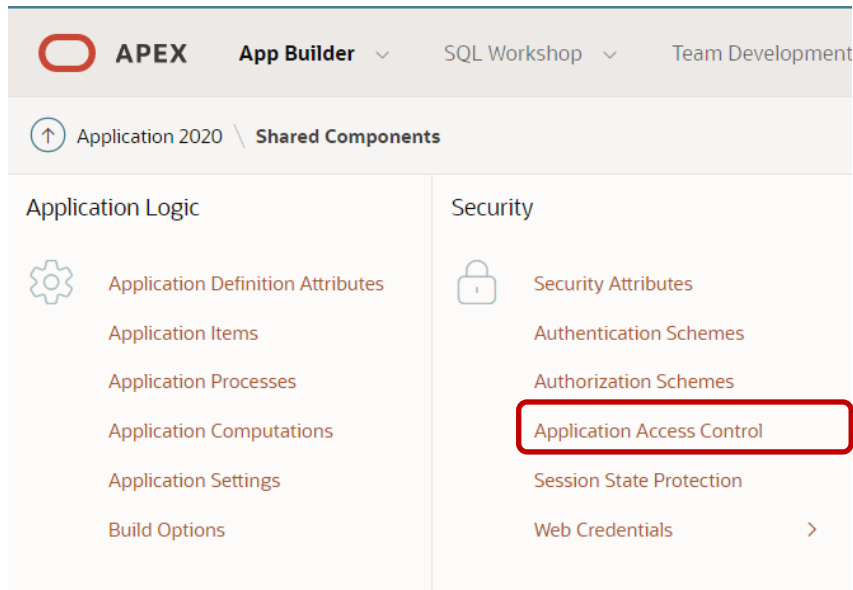 APEX App Builder SQL Workshop Team Development
Application 2020 \ Shared Components
Application Logic
Application Definition Attributes
Application Items
Application Processes
Application Computations
Application Settings
Build Options
Security
Security Attributes
Authentication Schemes
Authorization Schemes
Application Access Control
Session State Protection
Web Credentials